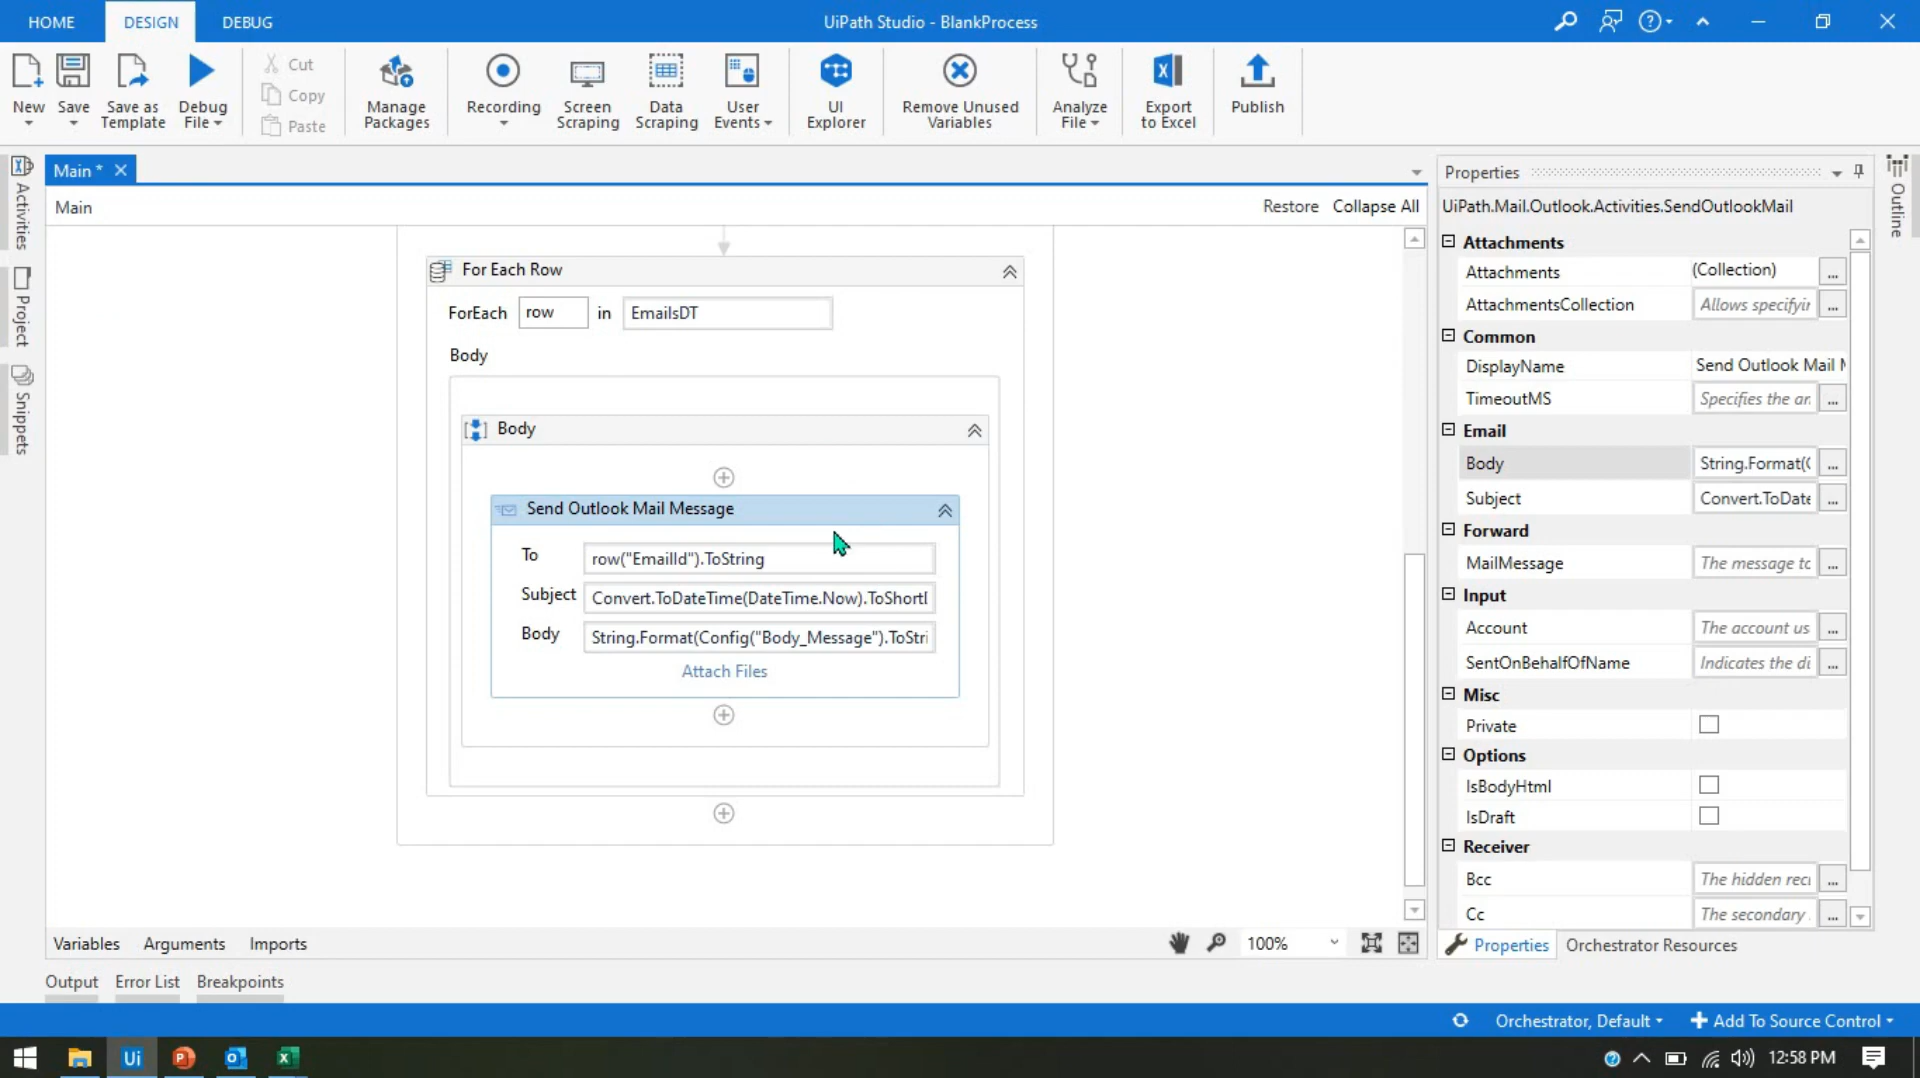 HOME DESIGN DEBUG UiPath Studio - BlankProcess
New Save Save as Template Debug File Cut Copy Paste Manage Packages Recording Screen Scraping Data Scraping User Events UI Explorer Remove Unused Variables Analyze File Export to Excel Publish
Activities
Project
Snippets
Main *
Main Restore Collapse All
For Each Row
ForEach row in EmailsDT
Body
Body
Send Outlook Mail Message
To row("EmailId").ToString
Subject Convert.ToDateTime(DateTime.Now).ToShortD
Body String.Format(Config("Body_Message").ToStri
Attach Files
Variables Arguments Imports 100%
Output Error List Breakpoints
Properties
UiPath.Mail.Outlook.Activities.SendOutlookMail
Attachments
Attachments (Collection) ...
AttachmentsCollection Allows specifyir ...
Common
DisplayName Send Outlook Mail M
TimeoutMS Specifies the ar ...
Email
Body String.Format(C ...
Subject Convert.ToDate ...
Forward
MailMessage The message to ...
Input
Account The account us ...
SentOnBehalfOfName Indicates the di ...
Misc
Private
Options
IsBodyHtml
IsDraft
Receiver
Bcc The hidden reci ...
Cc The secondary ...
Properties Orchestrator Resources
Outline
Orchestrator, Default Add To Source Control
Ui 12:58 PM